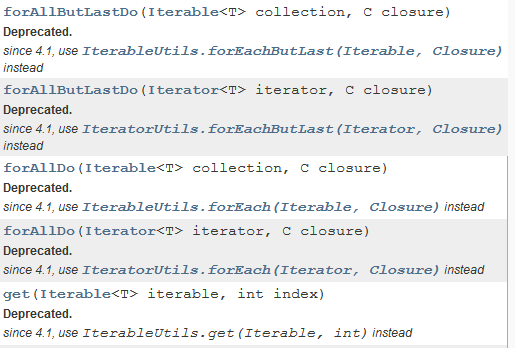 forAllButLastDo(Iterable<T> collection, C closure)
Deprecated.
since 4.1, use IterableUtils.forEachButLast(Iterable, Closure)
instead
forAllButLastDo(Iterator<T> iterator, C closure)
Deprecated.
since 4.1, use IteratorUtils.forEachButLast(Iterator, Closure)
instead
forAllDo(Iterable<T> collection, C closure)
Deprecated.
since 4.1, use IterableUtils.forEach(Iterable, Closure) instead
forAllDo(Iterator<T> iterator, C closure)
Deprecated.
since 4.1, use IteratorUtils.forEach(Iterator, Closure) instead
get(Iterable<T> iterable, int index)
Deprecated.
since 4.1, use IterableUtils.get(Iterable, int) instead